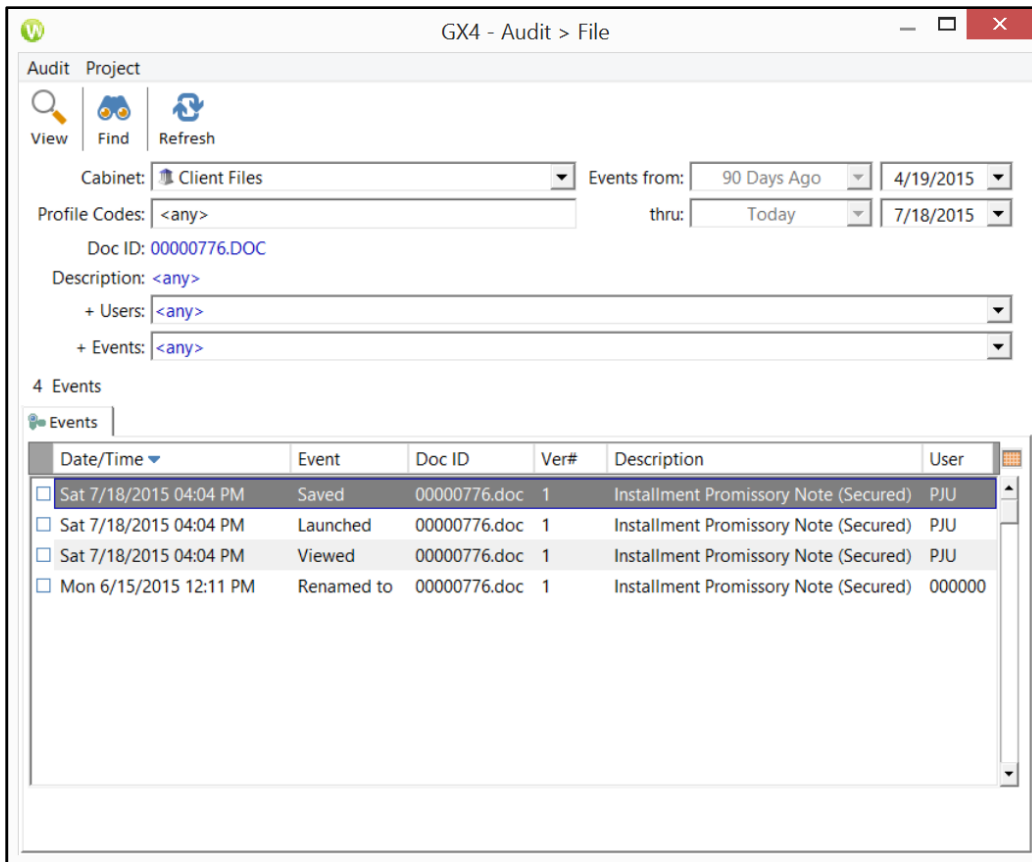 W GX4 - Audit > File
Audit Project
View Find Refresh
Cabinet: Client Files Events from: 90 Days Ago 4/19/2015
Profile Codes: <any> thru: Today 7/18/2015
Doc ID: 00000776.DOC
Description: <any>
+ Users: <any>
+ Events: <any>
4 Events
Events
Date/Time Event Doc ID Ver# Description User
Sat 7/18/2015 04:04 PM Saved 00000776.doc 1 Installment Promissory Note (Secured) PJU
Sat 7/18/2015 04:04 PM Launched 00000776.doc 1 Installment Promissory Note (Secured) PJU
Sat 7/18/2015 04:04 PM Viewed 00000776.doc 1 Installment Promissory Note (Secured) PJU
Mon 6/15/2015 12:11 PM Renamed to 00000776.doc 1 Installment Promissory Note (Secured) 000000